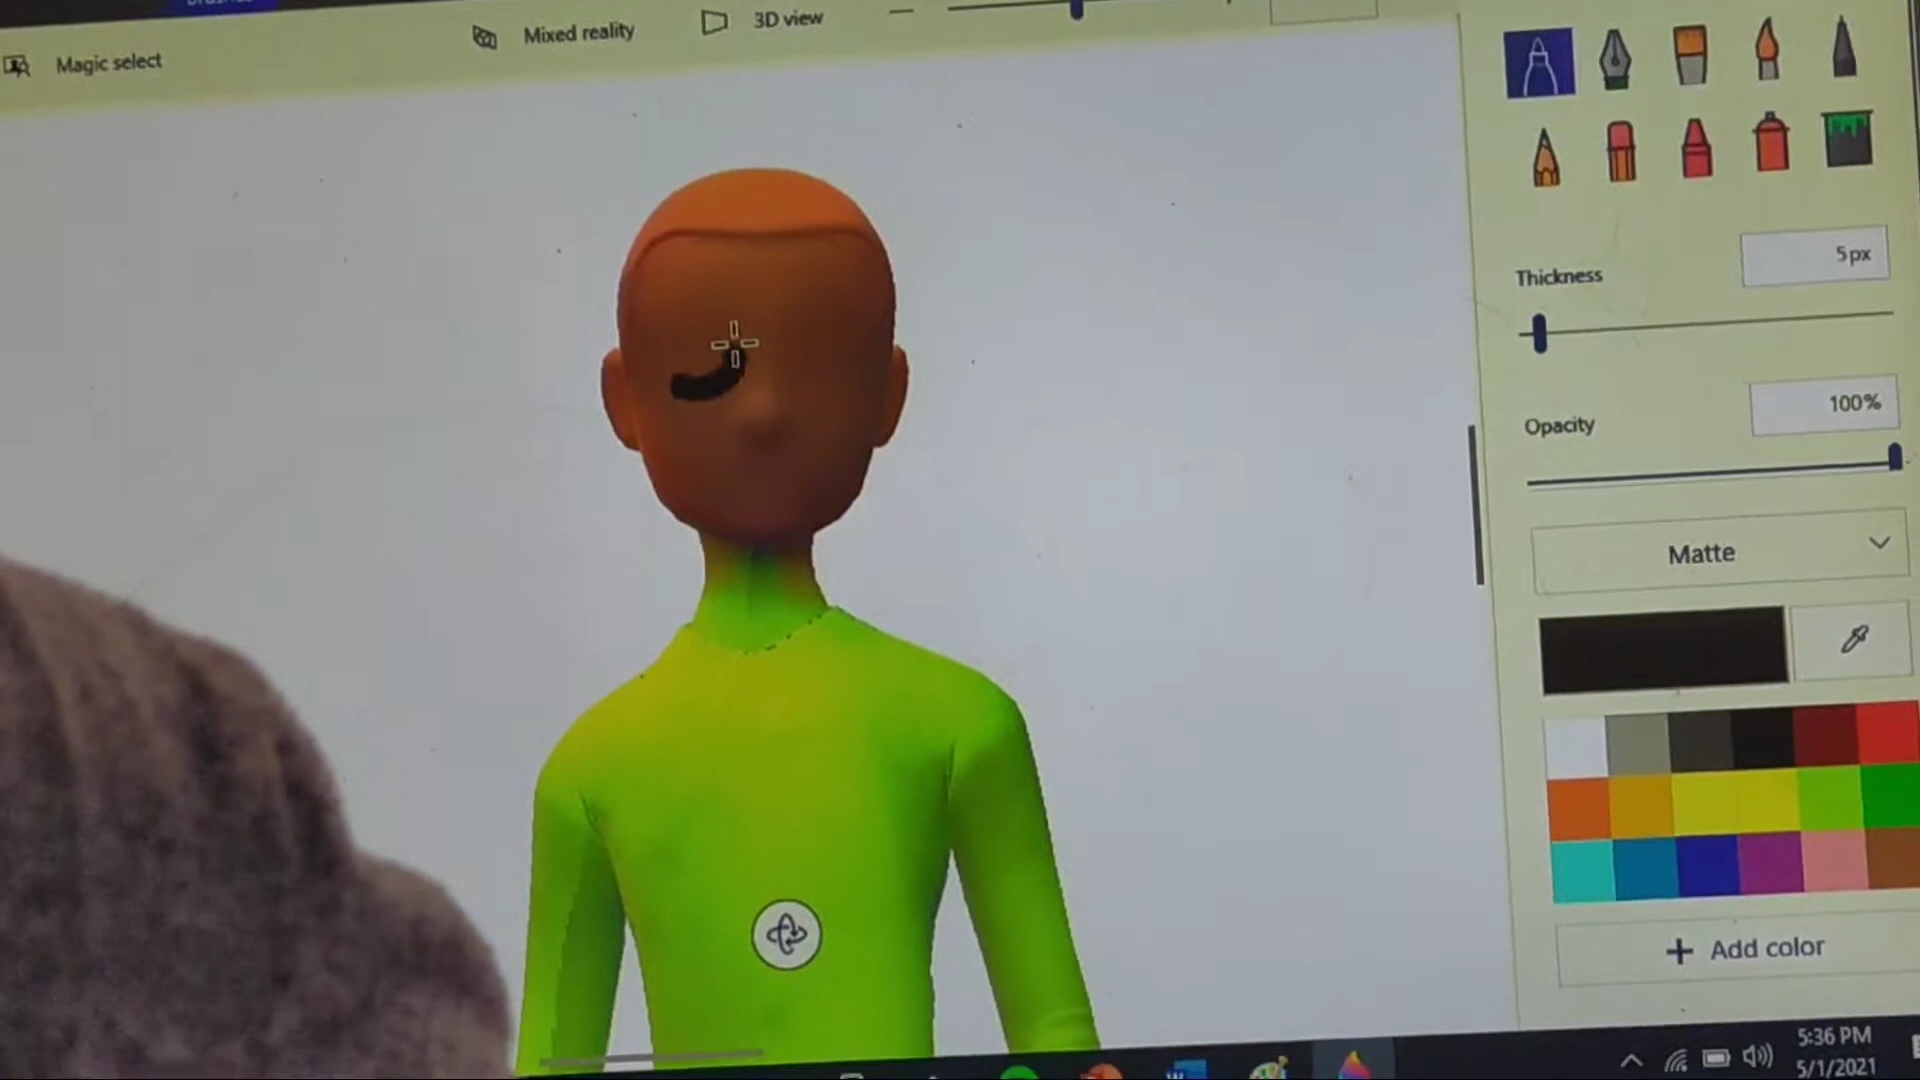 Brushes
Magic select
Mixed reality
3D view
Thickness
5px
Opacity
100%
Matte
+ Add color
5:36 PM
5/1/2021